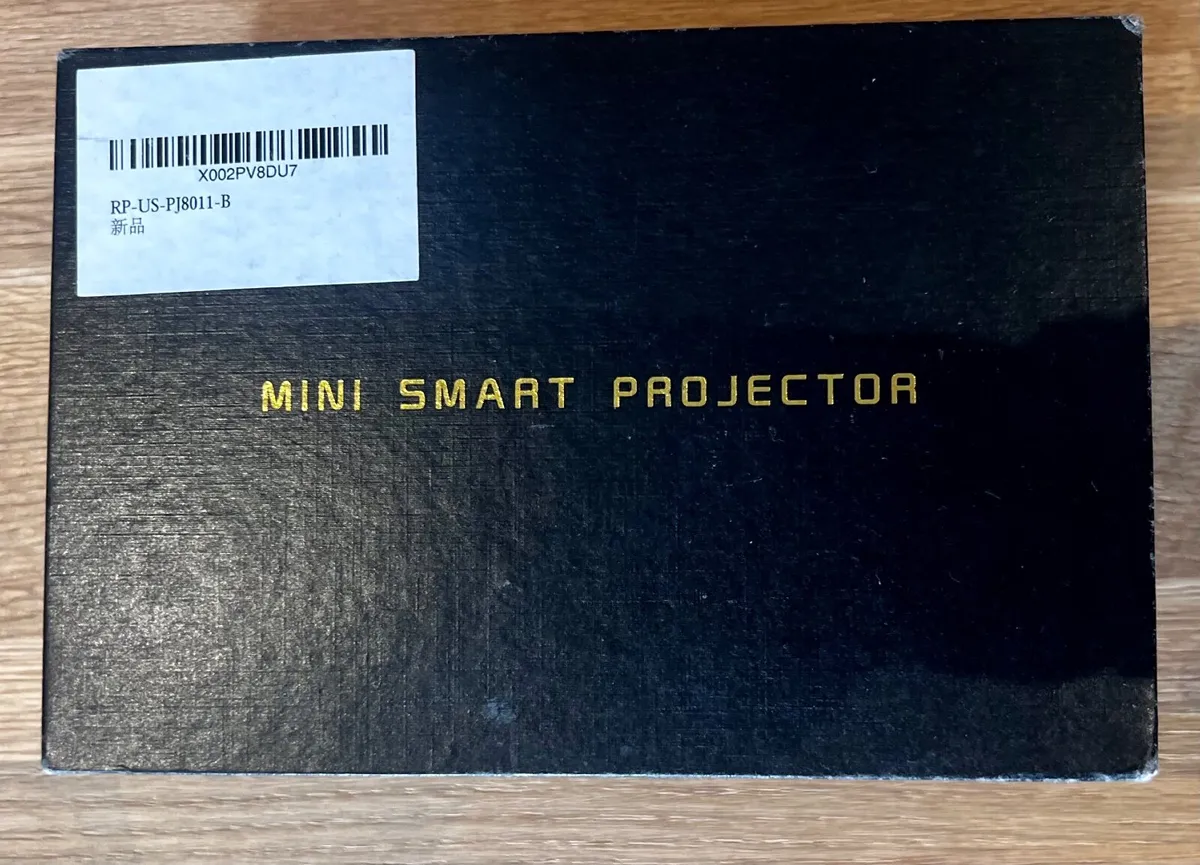 X002PV8DU7
RP-US-PJ8011-B
新品
MINI SMART PROJECTOR